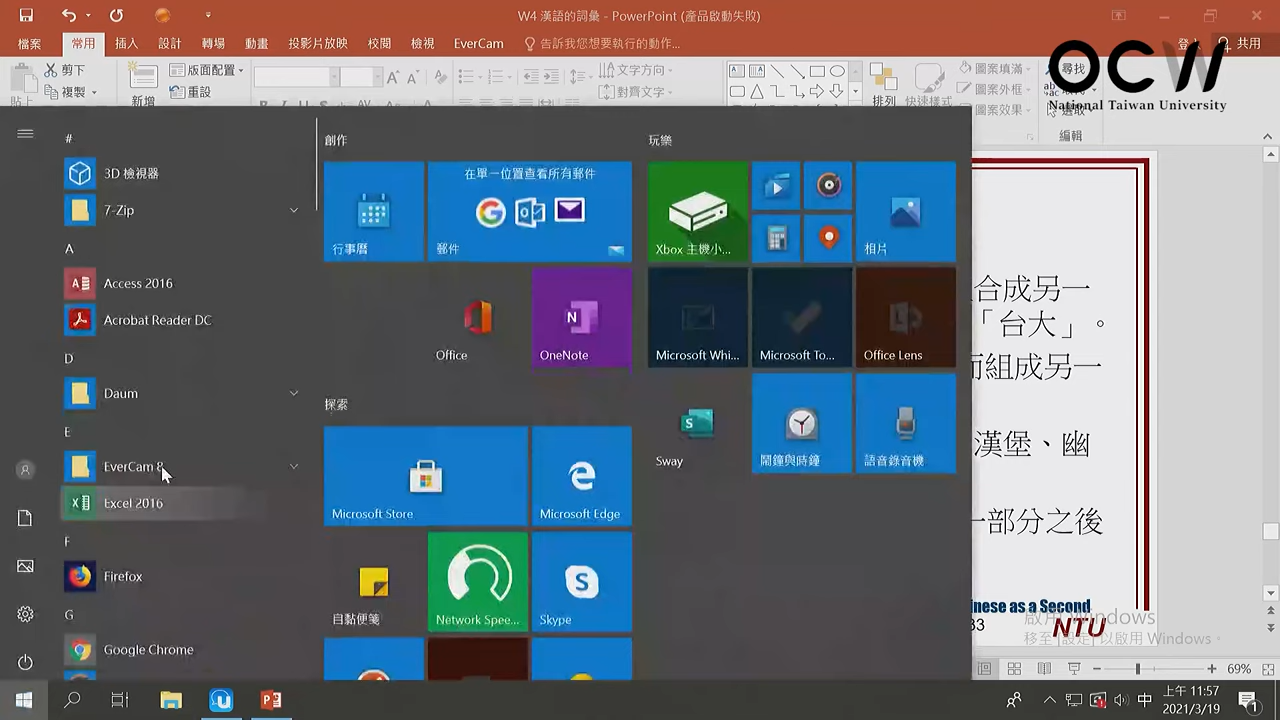 W4 漢語的詞彙 - PowerPoint (產品啟動失敗)
檔案 常用 插入 設計 轉場 動畫 投影片放映 校閱 檢視 EverCam 告訴我您想要執行的動作... 共用
剪下
複製
新增
版面配置
重設
文字方向
對齊文字
排列
快速樣式
圖案填滿
圖案外框
圖案效果
尋找
選取
編輯
OCW
National Taiwan University
#
3D 檢視器
7-Zip
A
Access 2016
Acrobat Reader DC
D
Daum
E
EverCam 8
Excel 2016
F
Firefox
G
Google Chrome
創作
行事曆
在單一位置查看所有郵件
郵件
Office
OneNote
探索
Microsoft Store
Microsoft Edge
自黏便箋
Network Spee...
Skype
玩樂
Xbox 主機小...
相片
Microsoft Whi...
Microsoft To...
Office Lens
Sway
鬧鐘與時鐘
語音錄音機
合成另一
「台大」。
而組成另一
漢堡、幽
一部分之後
inese as a Second
33
NTU
啟用 Windows
移至 [設定] 以啟用 Windows。
69%
中
上午 11:57
2021/3/19
1